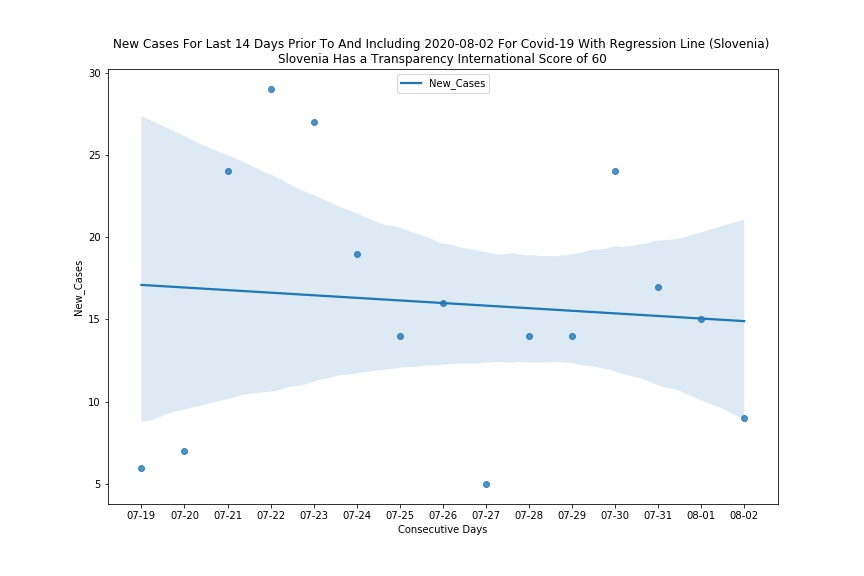 New Cases For Last 14 Days Prior To And Including 2020-08-02 For Covid-19 With Regression Line (Slovenia)
Slovenia Has a Transparency International Score of 60
New_Cases
30
25
20
15
10
5
New_Cases
07-19 07-20 07-21 07-22 07-23 07-24 07-25 07-26 07-27 07-28 07-29 07-30 07-31 08-01 08-02
Consecutive Days